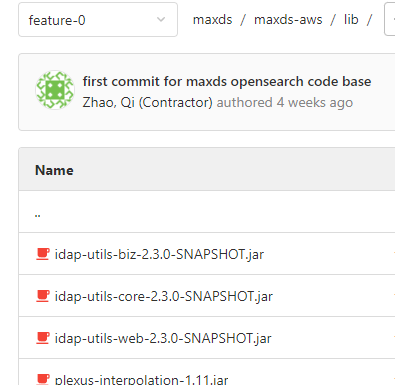 feature-0 maxds / maxds-aws / lib /
first commit for maxds opensearch code base
Zhao, Qi (Contractor) authored 4 weeks ago
Name
..
idap-utils-biz-2.3.0-SNAPSHOT.jar
idap-utils-core-2.3.0-SNAPSHOT.jar
idap-utils-web-2.3.0-SNAPSHOT.jar
plexus-interpolation-1.11.jar